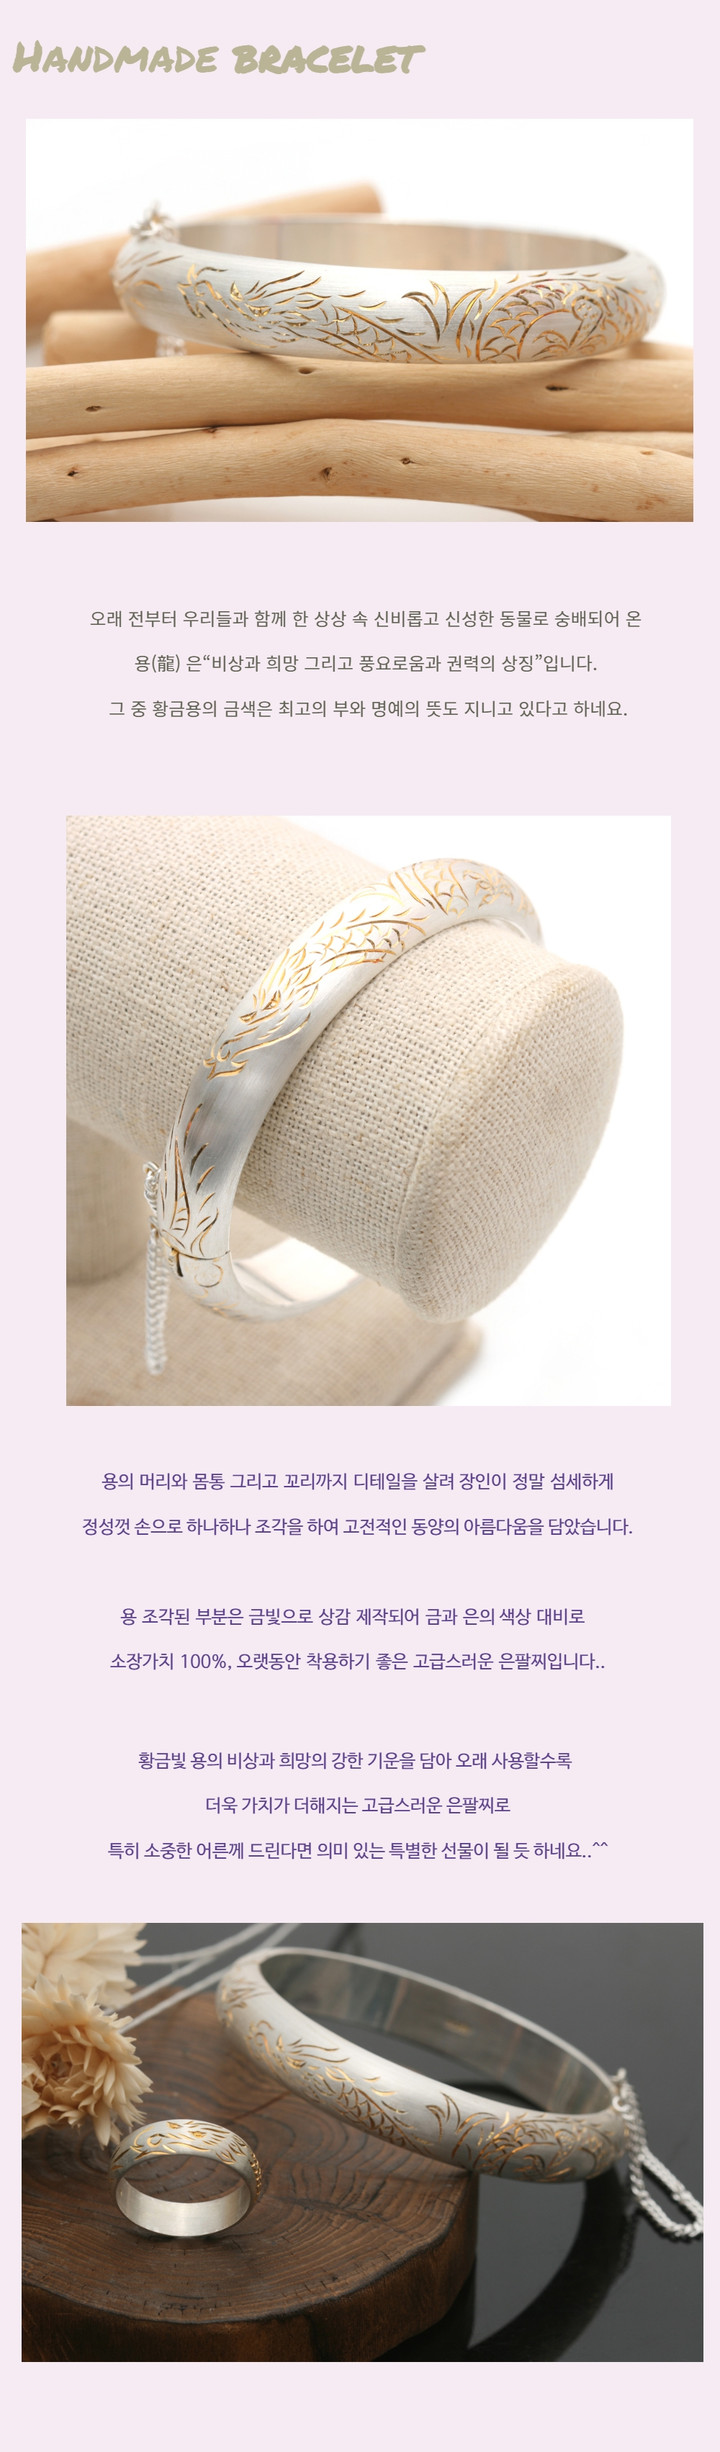 Handmade bracelet
오래 전부터 우리들과 함께 한 상상 속 신비롭고 신성한 동물로 숭배되어 온
용(龍) 은“비상과 희망 그리고 풍요로움과 권력의 상징”입니다.
그 중 황금용의 금색은 최고의 부와 명예의 뜻도 지니고 있다고 하네요.
용의 머리와 몸통 그리고 꼬리까지 디테일을 살려 장인이 정말 섬세하게
정성껏 손으로 하나하나 조각을 하여 고전적인 동양의 아름다움을 담았습니다.
용 조각된 부분은 금빛으로 상감 제작되어 금과 은의 색상 대비로
소장가치 100%, 오랫동안 착용하기 좋은 고급스러운 은팔찌입니다..
황금빛 용의 비상과 희망의 강한 기운을 담아 오래 사용할수록
더욱 가치가 더해지는 고급스러운 은팔찌로
특히 소중한 어른께 드린다면 의미 있는 특별한 선물이 될 듯 하네요..^^